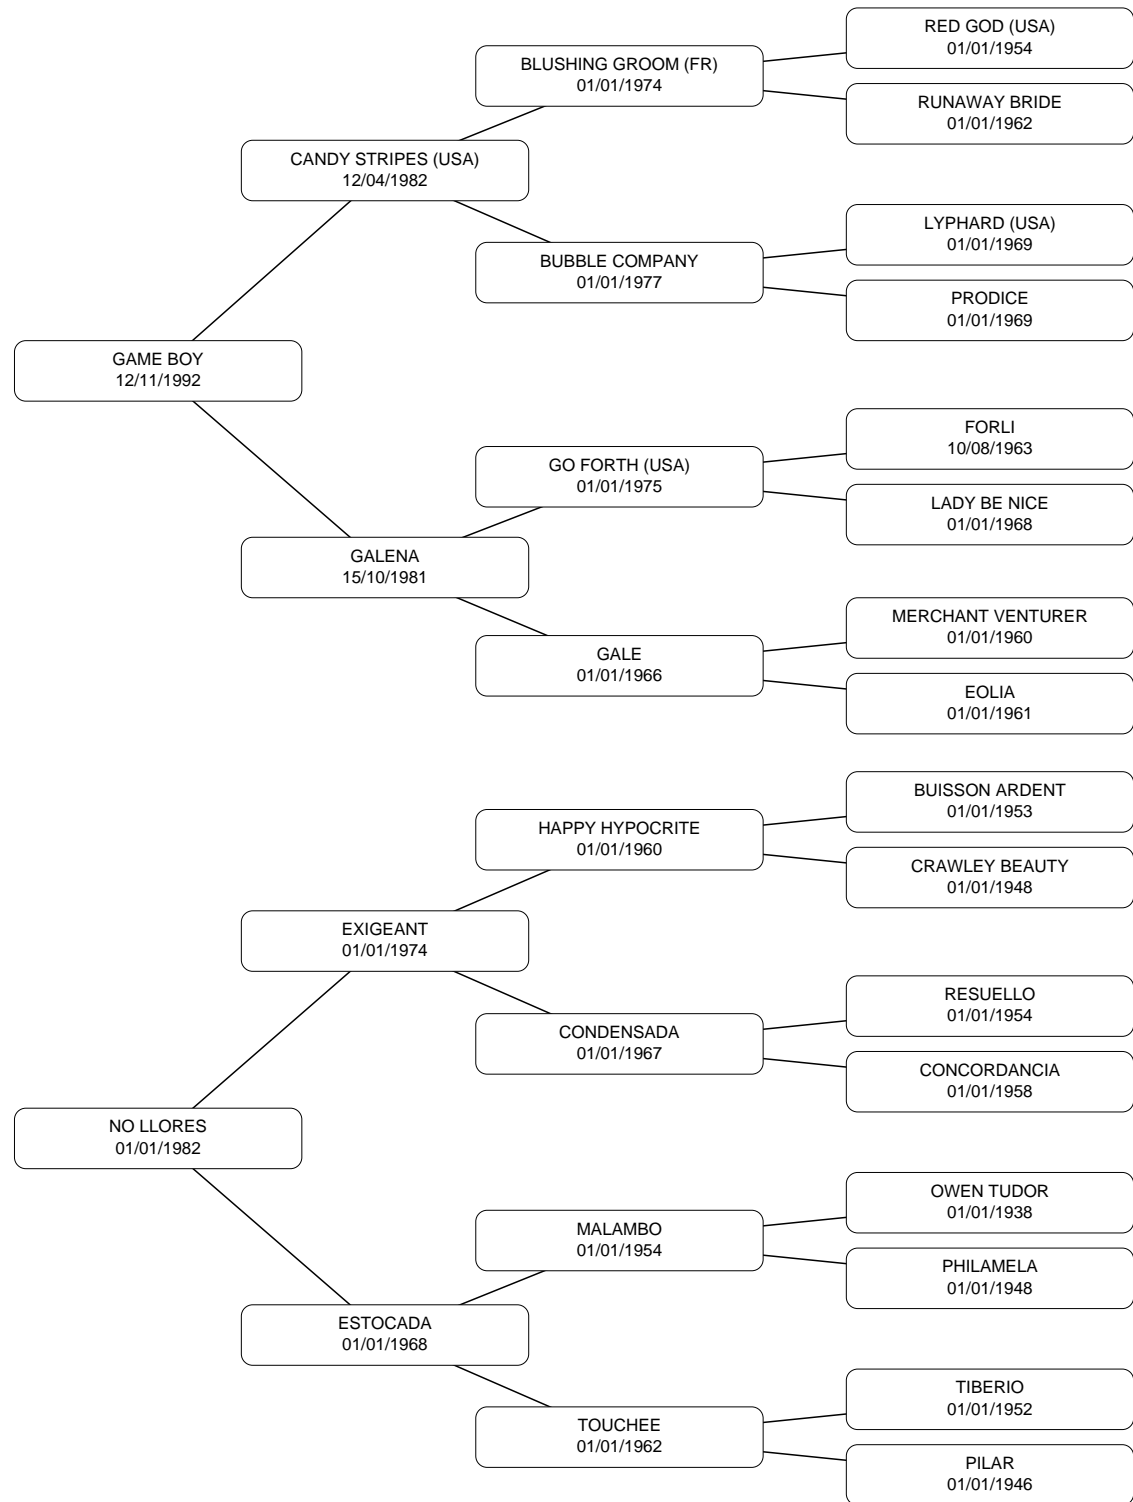 RED GOD (USA)
01/01/1954
BLUSHING GROOM (FR)
01/01/1974
RUNAWAY BRIDE
01/01/1962
CANDY STRIPES (USA)
12/04/1982
LYPHARD (USA)
01/01/1969
BUBBLE COMPANY
01/01/1977
PRODICE
01/01/1969
GAME BOY
12/11/1992
FORLI
10/08/1963
GO FORTH (USA)
01/01/1975
LADY BE NICE
01/01/1968
GALENA
15/10/1981
MERCHANT VENTURER
01/01/1960
GALE
01/01/1966
EOLIA
01/01/1961
BUISSON ARDENT
01/01/1953
HAPPY HYPOCRITE
01/01/1960
CRAWLEY BEAUTY
01/01/1948
EXIGEANT
01/01/1974
RESUELLO
01/01/1954
CONDENSADA
01/01/1967
CONCORDANCIA
01/01/1958
NO LLORES
01/01/1982
OWEN TUDOR
01/01/1938
MALAMBO
01/01/1954
PHILAMELA
01/01/1948
ESTOCADA
01/01/1968
TIBERIO
01/01/1952
TOUCHEE
01/01/1962
PILAR
01/01/1946